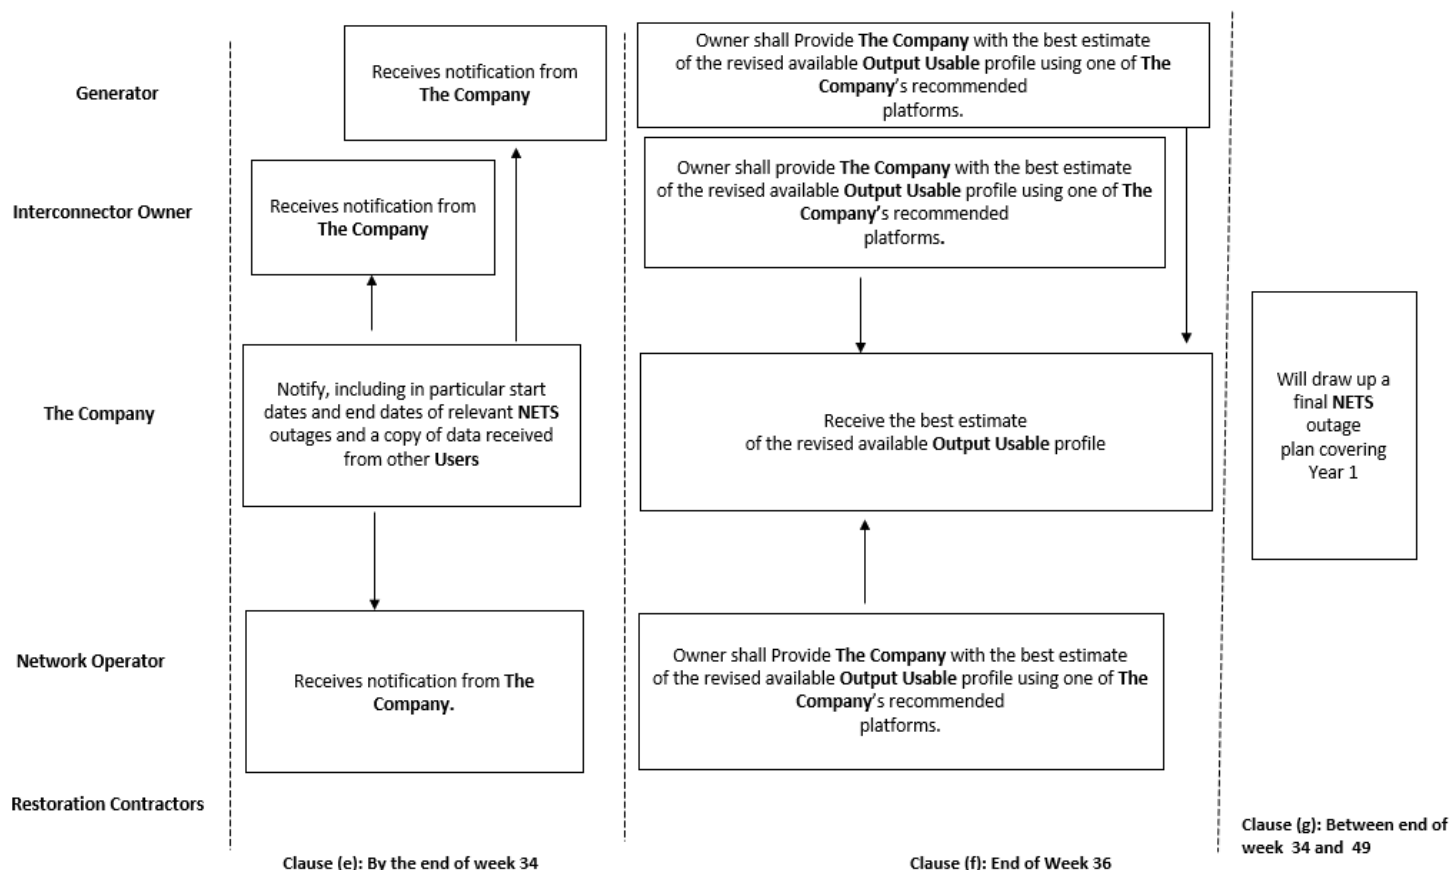 Generator
Receives notification from
The Company
Owner shall Provide The Company with the best estimate
of the revised available Output Usable profile using one of The
Company's recommended
platforms.
Interconnector Owner
Receives notification from
The Company
Owner shall provide The Company with the best estimate
of the revised available Output Usable profile using one of The
Company's recommended
platforms.
The Company
Notify, including in particular start
dates and end dates of relevant NETS
outages and a copy of data received
from other Users
Receive the best estimate
of the revised available Output Usable profile
Will draw up a
final NETS
outage
plan covering
Year 1
Network Operator
Receives notification from The
Company.
Owner shall Provide The Company with the best estimate
of the revised available Output Usable profile using one of The
Company's recommended
platforms.
Restoration Contractors
Clause (e): By the end of week 34
Clause (f): End of Week 36
Clause (g): Between end of
week 34 and 49